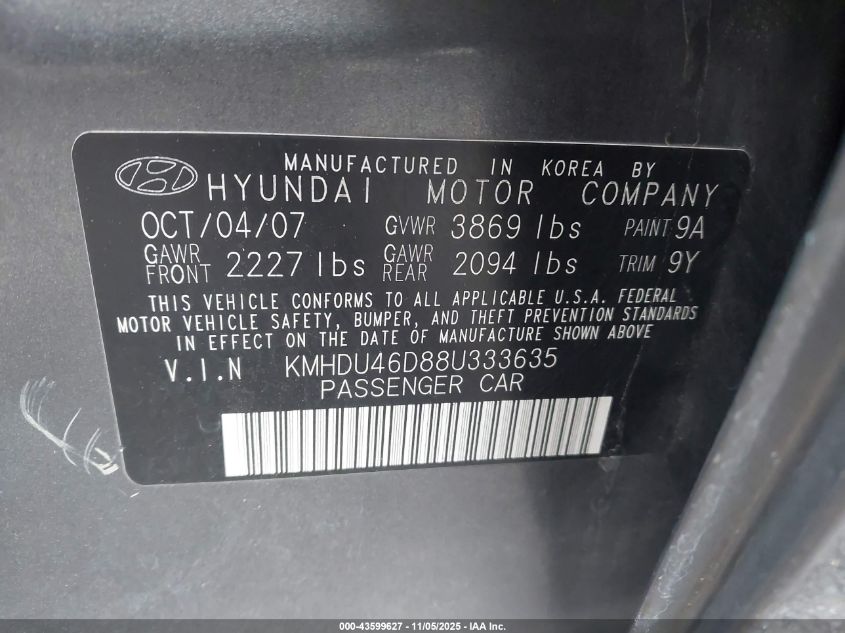 MANUFACTURED IN KOREA BY
HYUNDAI MOTOR COMPANY
OCT/04/07 GVWR 3869 lbs PAINT 9A
GAWR FRONT 2227 lbs GAWR REAR 2094 lbs TRIM 9Y
THIS VEHICLE CONFORMS TO ALL APPLICABLE U.S.A. FEDERAL
MOTOR VEHICLE SAFETY, BUMPER, AND THEFT PREVENTION STANDARDS
IN EFFECT ON THE DATE OF MANUFACTURE SHOWN ABOVE
V.I.N KMHDU46D88U333635
PASSENGER CAR
000-43599627 - 11/05/2025 - IAA Inc.